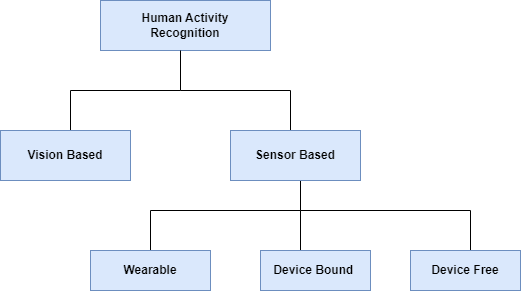 Human Activity
Recognition
Vision Based
Sensor Based
Wearable
Device Bound
Device Free